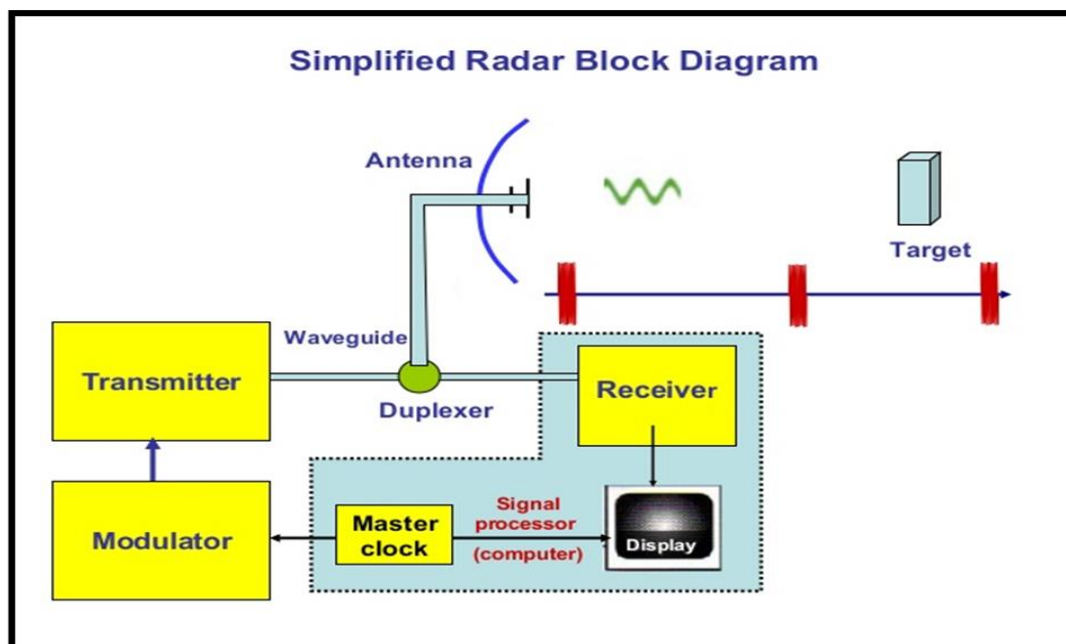 Simplified Radar Block Diagram
Antenna
Target
Waveguide
Transmitter
Receiver
Duplexer
Modulator
Master
clock
Signal
processor
(computer)
Display